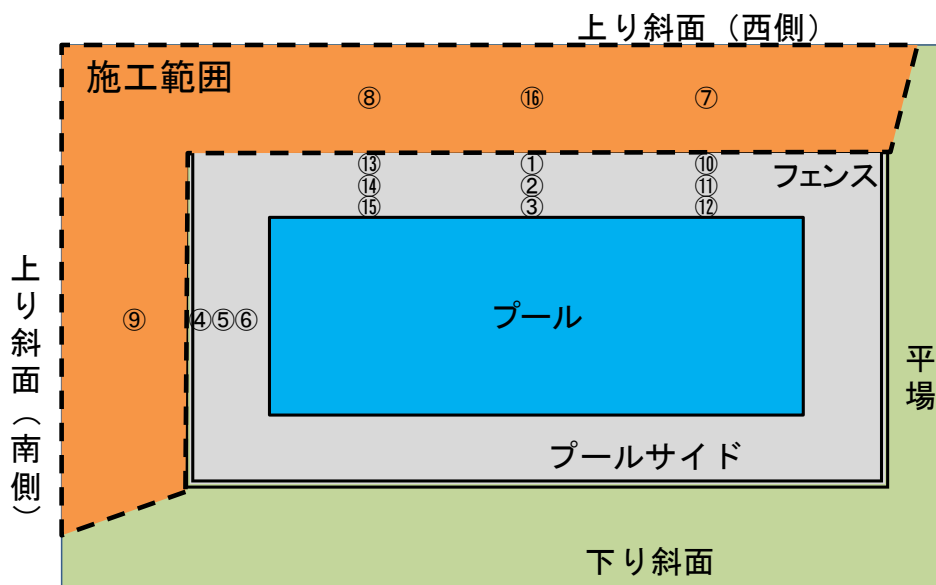 上り斜面（西側）
施工範囲
⑧ ⑯ ⑦
⑬ ① ⑩
フェンス
⑭ ② ⑪
⑮ ③ ⑫
上り斜面（南側）
⑨ ④⑤⑥
プール
平場
プールサイド
下り斜面